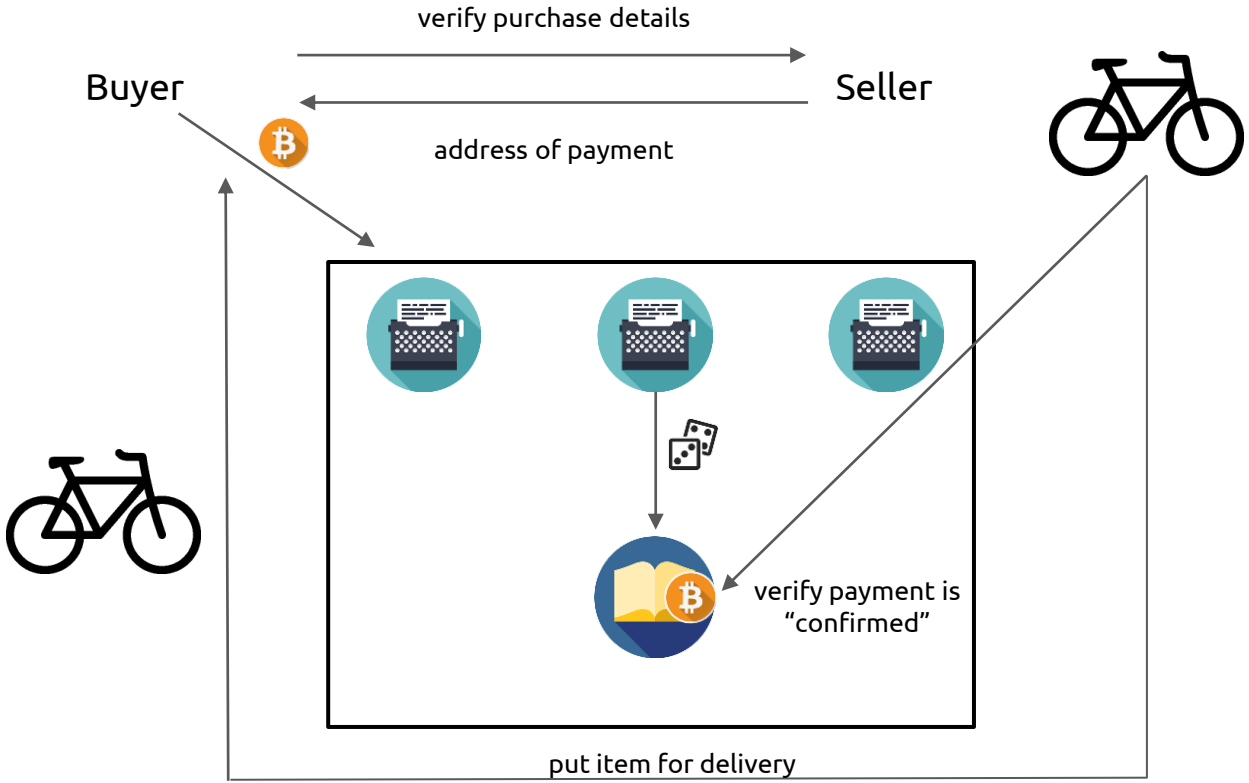 verify purchase details
Buyer
Seller
address of payment
verify payment is
“confirmed”
put item for delivery